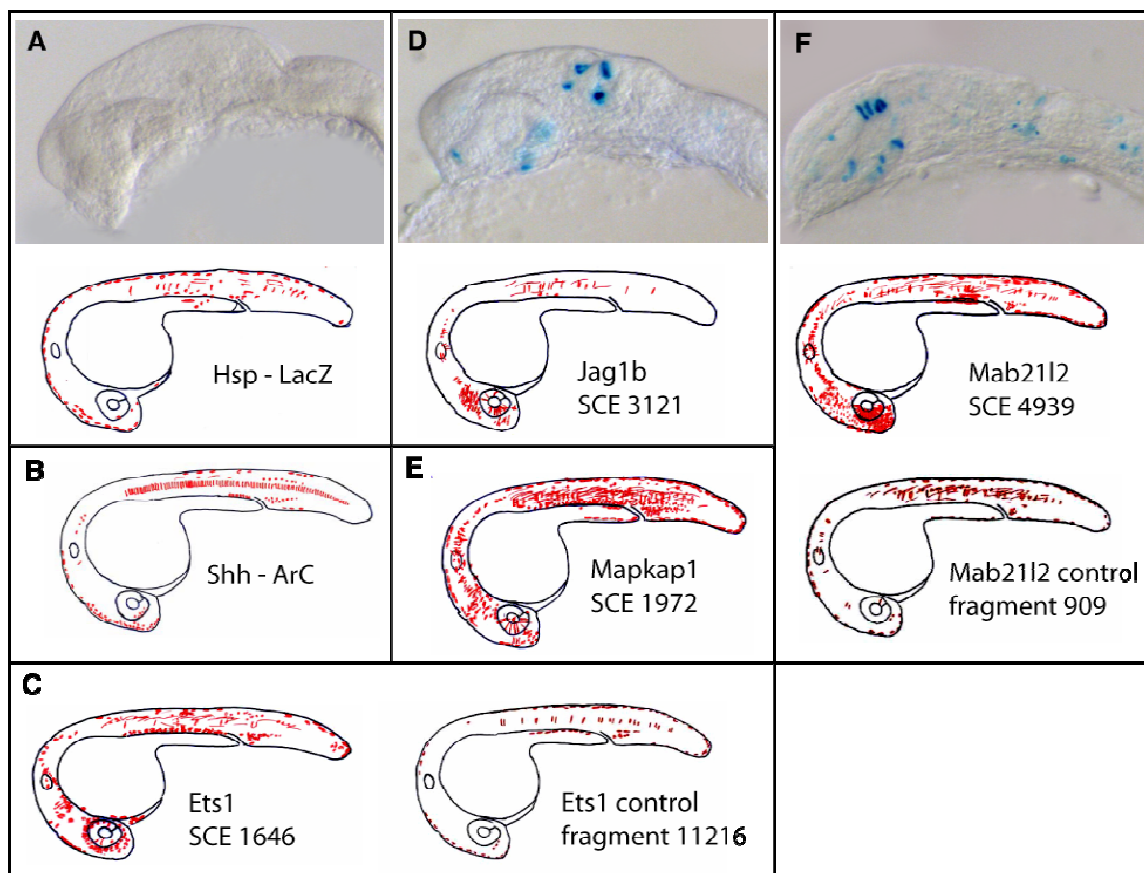 A
D
F
Hsp - LacZ
Jag1b
SCE 3121
Mab21l2
SCE 4939
B
E
Shh - ArC
Mapkap1
SCE 1972
Mab21l2 control
fragment 909
C
Ets1
SCE 1646
Ets1 control
fragment 11216